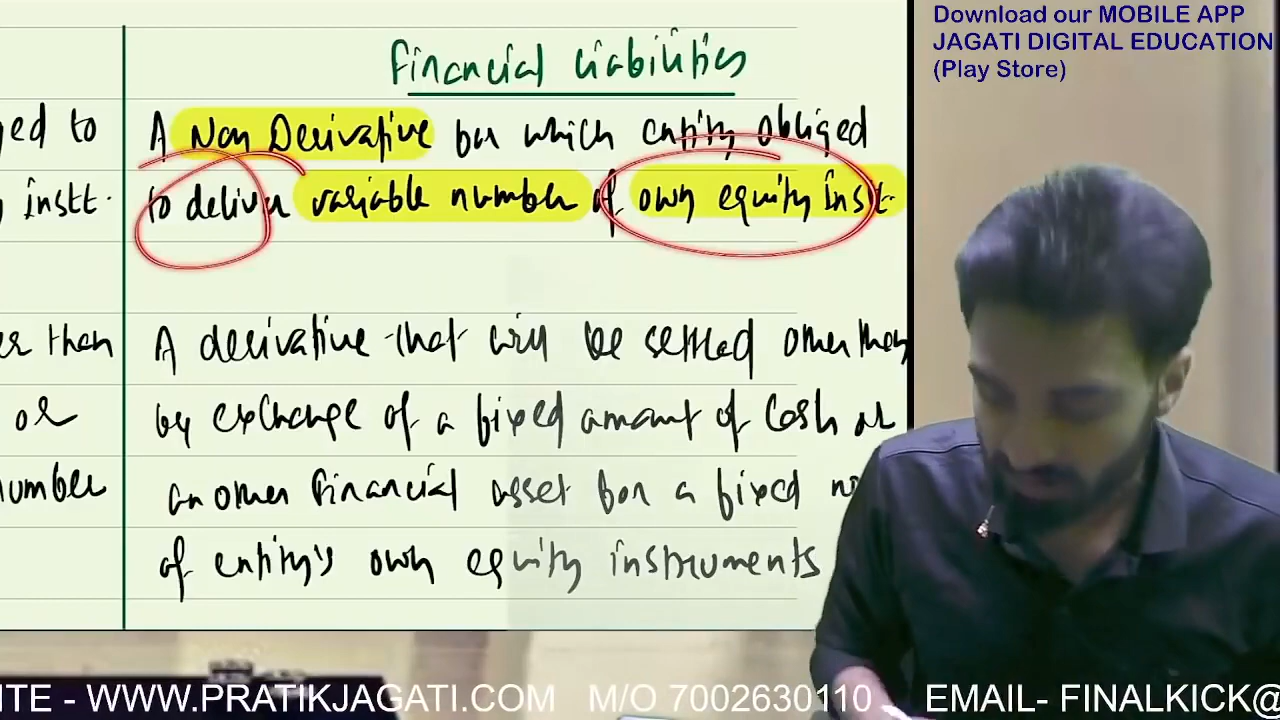 Download our MOBILE APP
JAGATI DIGITAL EDUCATION
(Play Store)
Financial Liabilities
ged to
A Non Derivative for which entity obliged
instt.
to deliver variable number of own equity instt.
er than
A derivative that will be settled other than
or
by exchange of a fixed amount of cash or
number
another financial asset for a fixed no
of entity's own equity instruments
ITE - WWW.PRATIKJAGATI.COM M/O 7002630110 EMAIL- FINALKICK@